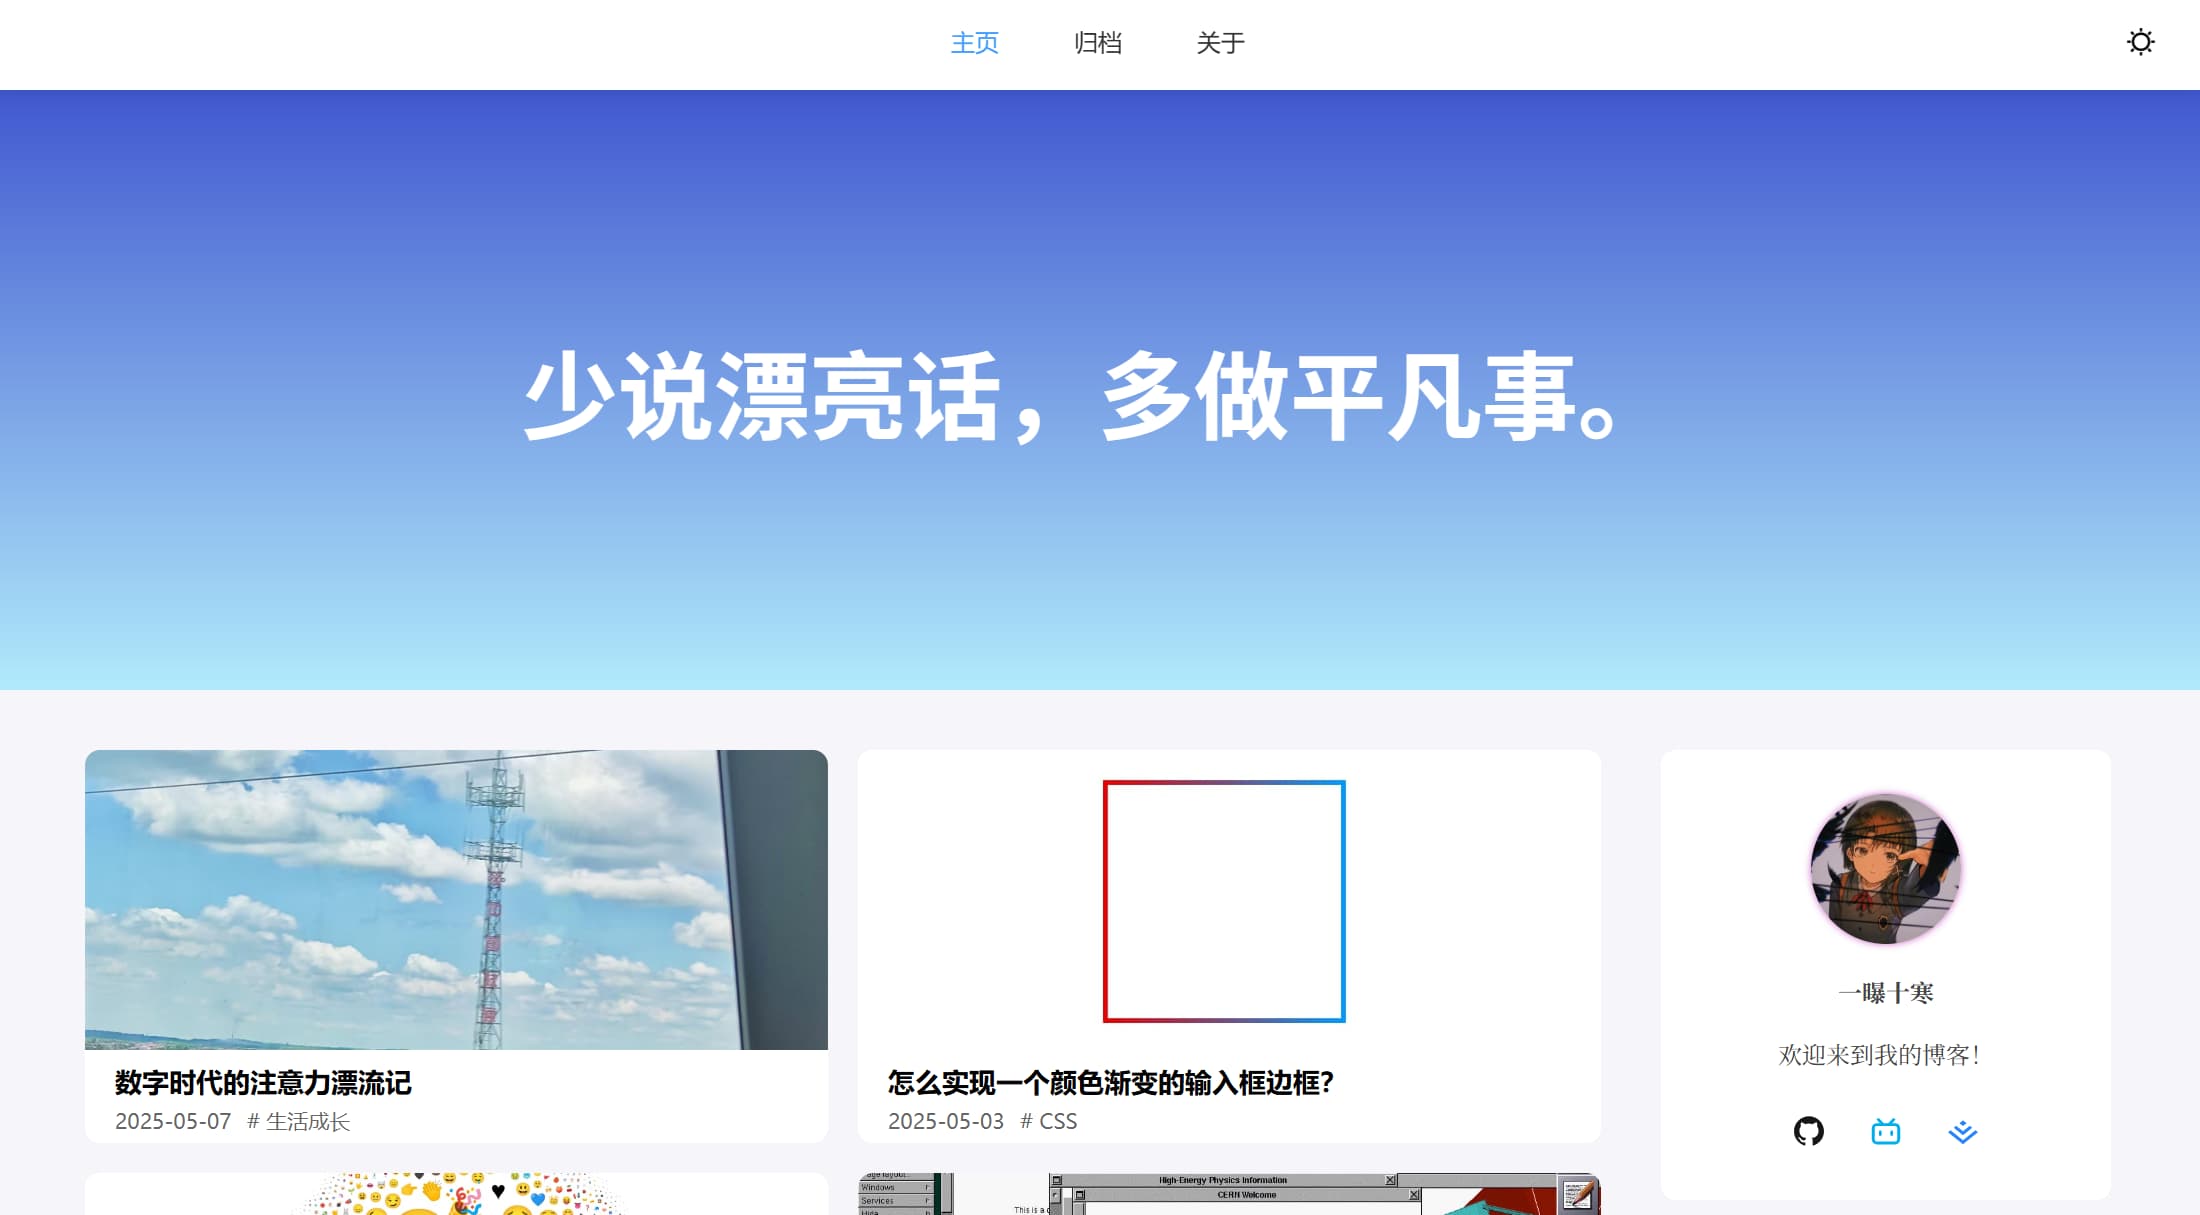 主页 归档 关于
少说漂亮话，多做平凡事。
数字时代的注意力漂流记
2025-05-07 # 生活成长
怎么实现一个颜色渐变的输入框边框？
2025-05-03 # CSS
一曝十寒
欢迎来到我的博客！
Windows
Services
High-Energy Physics Information
CERN Welcome
This is a